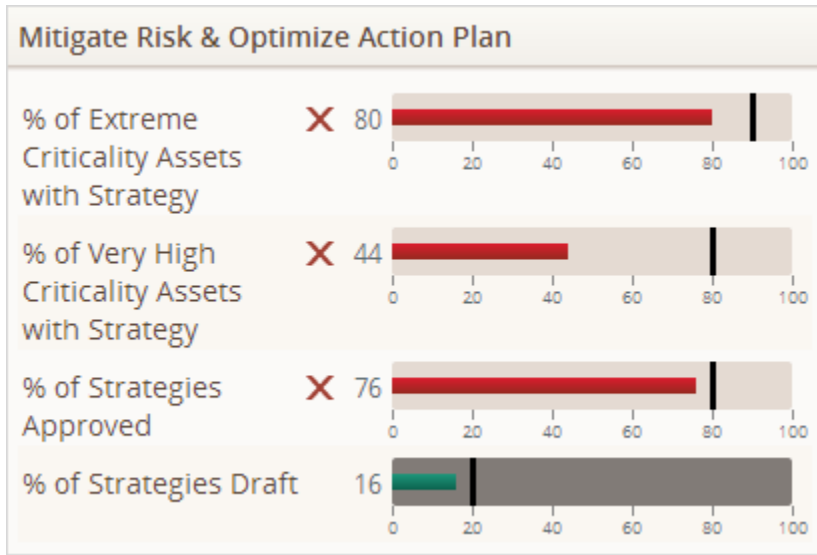 Mitigate Risk & Optimize Action Plan
% of Extreme
Criticality Assets
with Strategy
80
0 20 40 60 80 100
% of Very High
Criticality Assets
with Strategy
44
0 20 40 60 80 100
% of Strategies
Approved
76
0 20 40 60 80 100
% of Strategies Draft
16
0 20 40 60 80 100